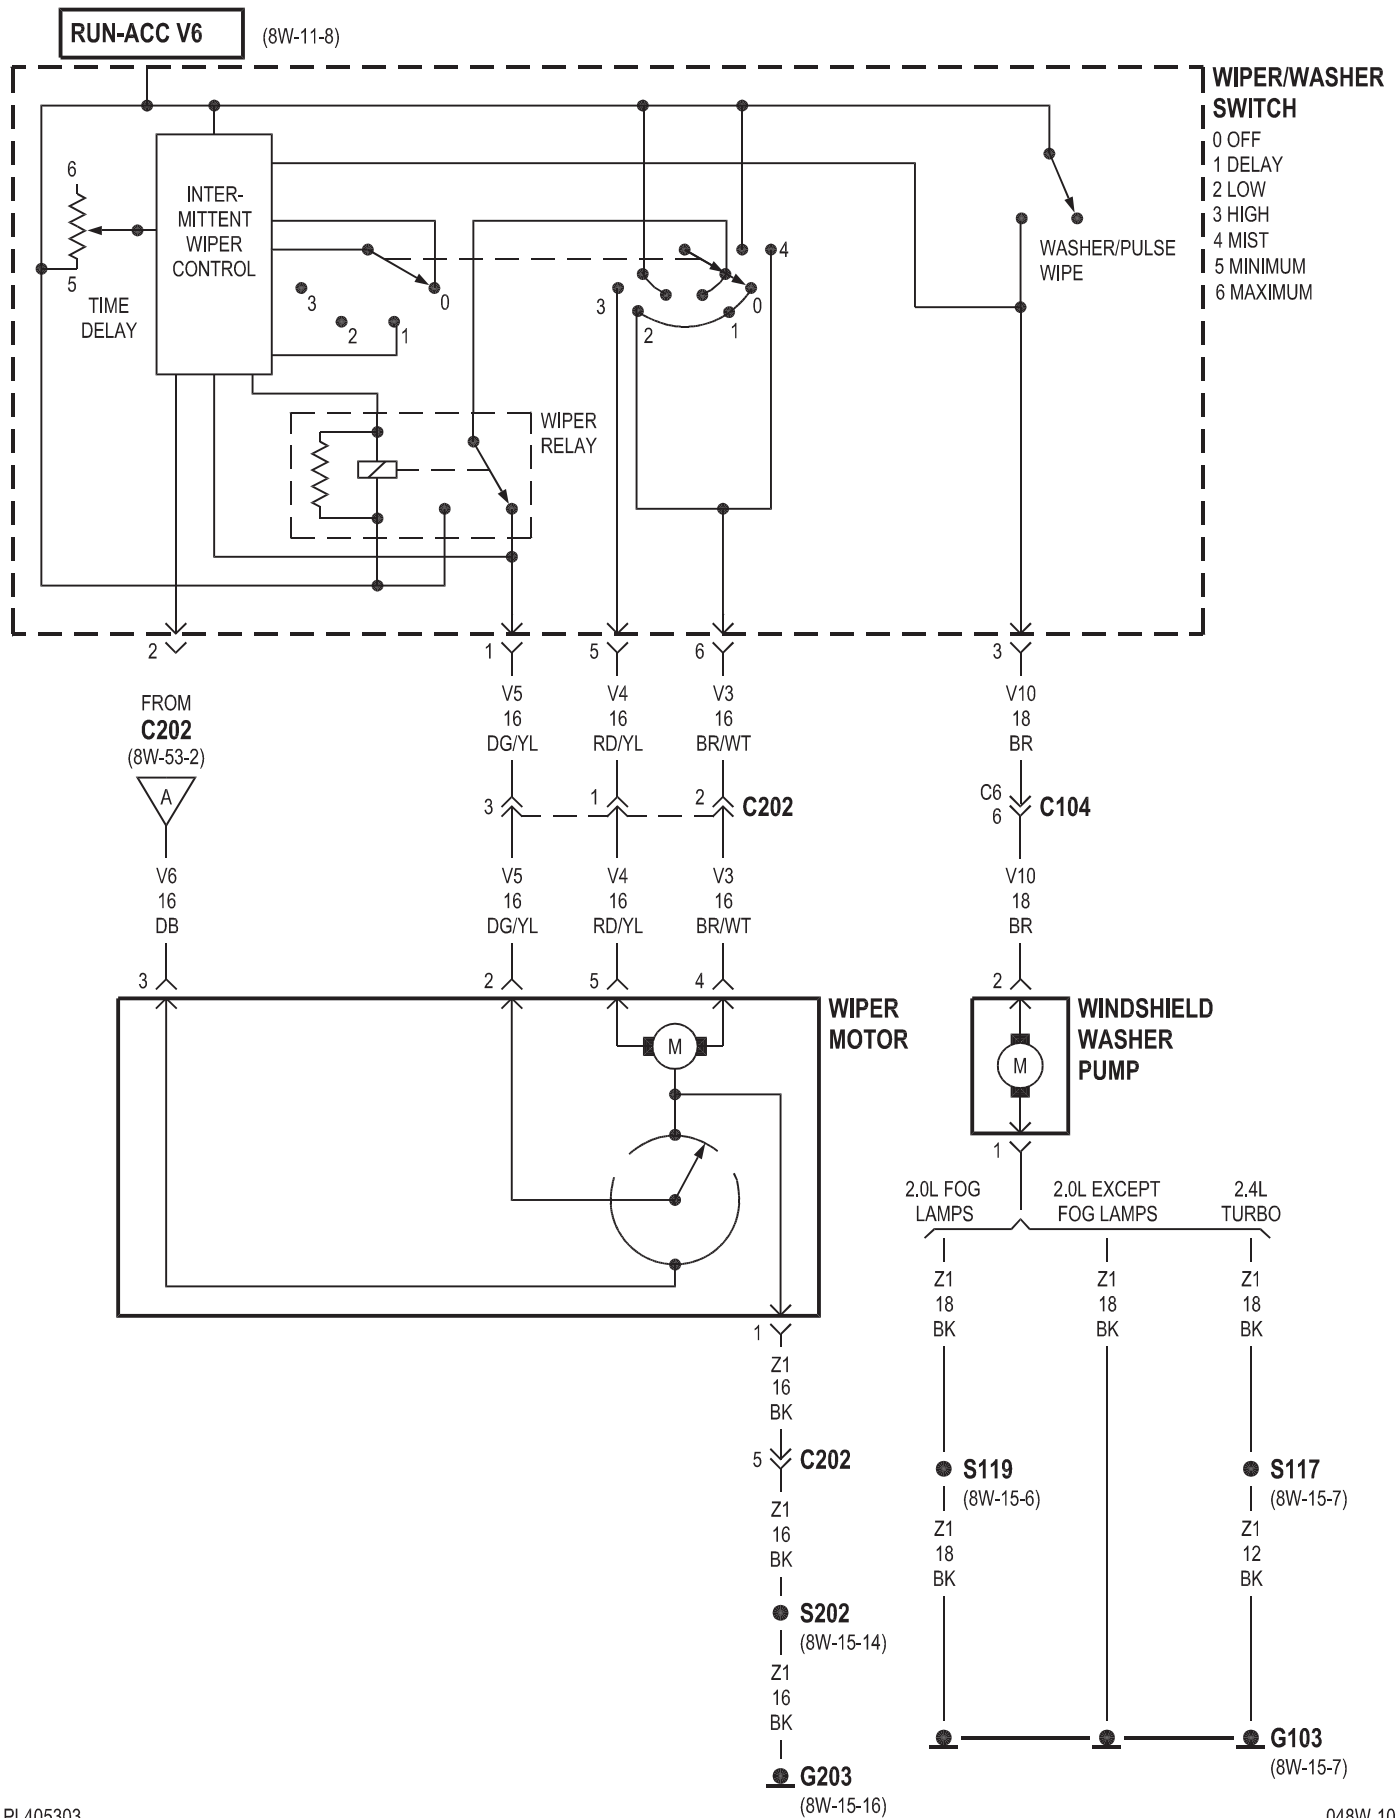 RUN-ACC V6
(8W-11-8)
WIPER/WASHER
SWITCH
0 OFF
1 DELAY
2 LOW
3 HIGH
4 MIST
5 MINIMUM
6 MAXIMUM
6
5
TIME
DELAY
INTER-
MITTENT
WIPER
CONTROL
3
2
1
0
3
2
1
0
4
WASHER/PULSE
WIPE
WIPER
RELAY
2
1
5
6
3
FROM
C202
(8W-53-2)
A
V5
16
DG/YL
V4
16
RD/YL
V3
16
BR/WT
V10
18
BR
3
1
2
C202
C6
6
C104
V6
16
DB
V5
16
DG/YL
V4
16
RD/YL
V3
16
BR/WT
V10
18
BR
3
2
5
4
2
WIPER
MOTOR
M
WINDSHIELD
WASHER
PUMP
M
1
2.0L FOG
LAMPS
2.0L EXCEPT
FOG LAMPS
2.4L
TURBO
Z1
18
BK
Z1
18
BK
Z1
18
BK
1
Z1
16
BK
5
C202
S119
(8W-15-6)
S117
(8W-15-7)
Z1
16
BK
Z1
18
BK
Z1
12
BK
S202
(8W-15-14)
Z1
16
BK
G103
(8W-15-7)
G203
(8W-15-16)
PL405303
048W-10